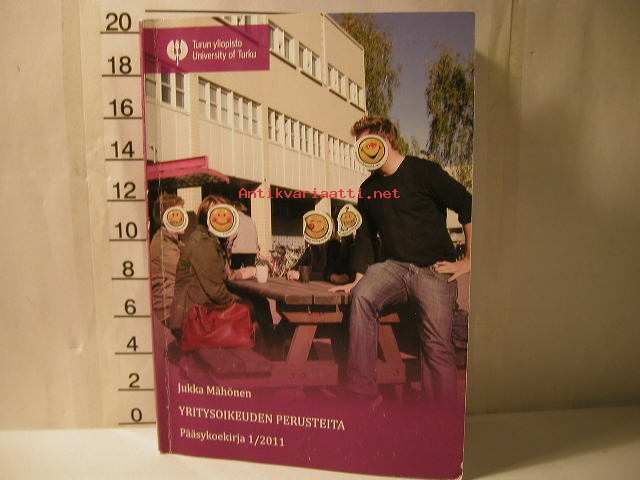 20
18
16
14
12
10
8
6
4
2
0
Turun yliopisto
University of Turku
Antikvariaatti.net
Jukka Mähönen
YRITYSOIKEUDEN PERUSTEITA
Pääsykoekirja 1/2011